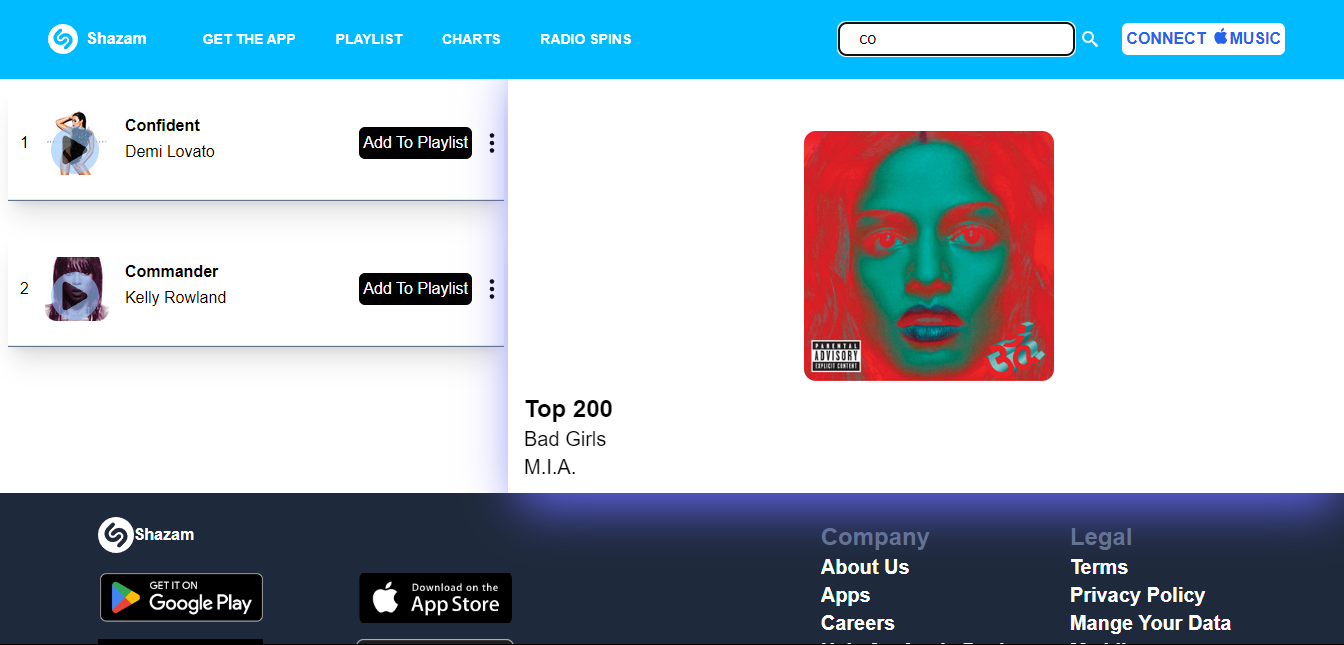 Shazam
GET THE APP
PLAYLIST
CHARTS
RADIO SPINS
co
CONNECT MUSIC
1
Confident
Demi Lovato
Add To Playlist
2
Commander
Kelly Rowland
Add To Playlist
PARENTAL
ADVISORY
EXPLICIT CONTENT
Top 200
Bad Girls
M.I.A.
Shazam
GET IT ON
Google Play
Download on the
App Store
Company
About Us
Apps
Careers
Legal
Terms
Privacy Policy
Mange Your Data